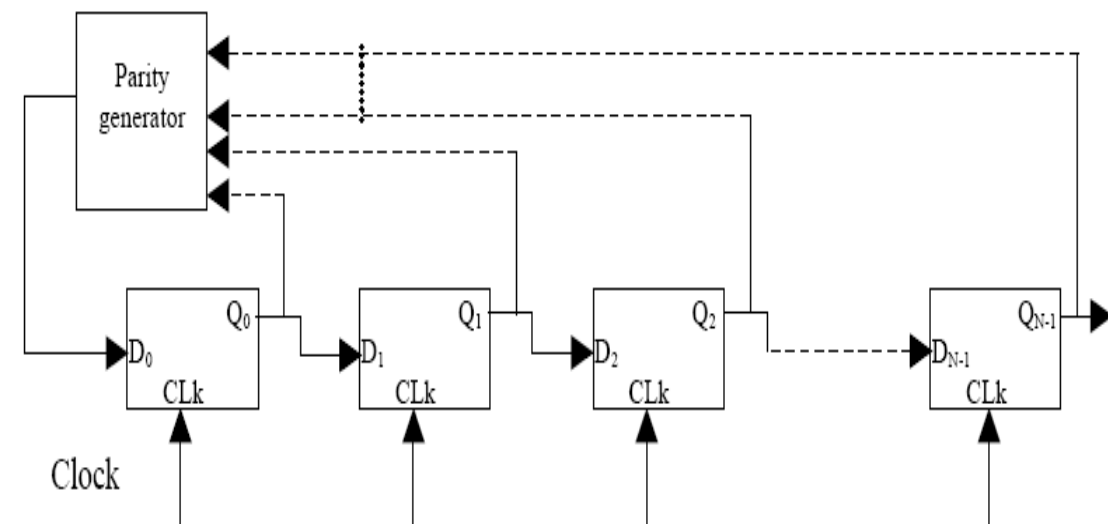 Parity
generator
Q0 Q1 Q2 QN-1
D0 D1 D2 DN-1
CLk CLk CLk CLk
Clock